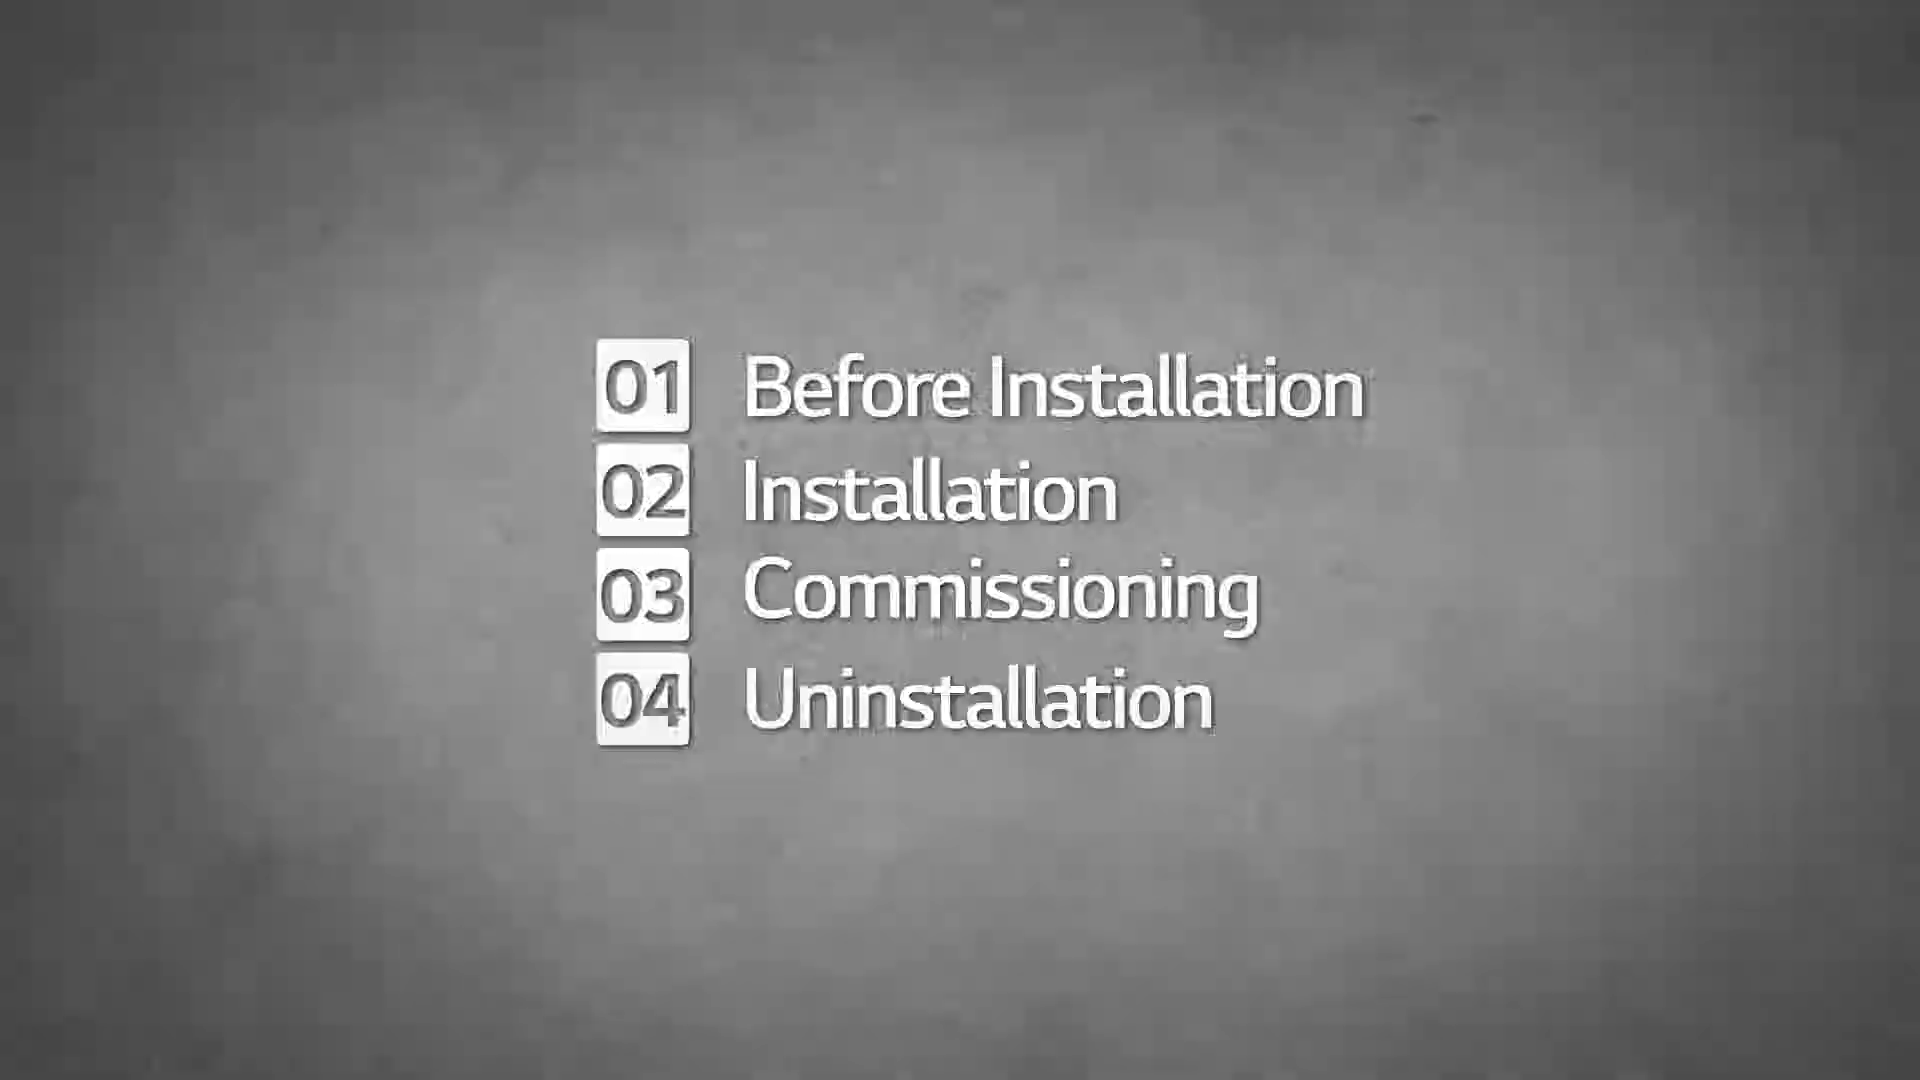 01 Before Installation
02 Installation
03 Commissioning
04 Uninstallation